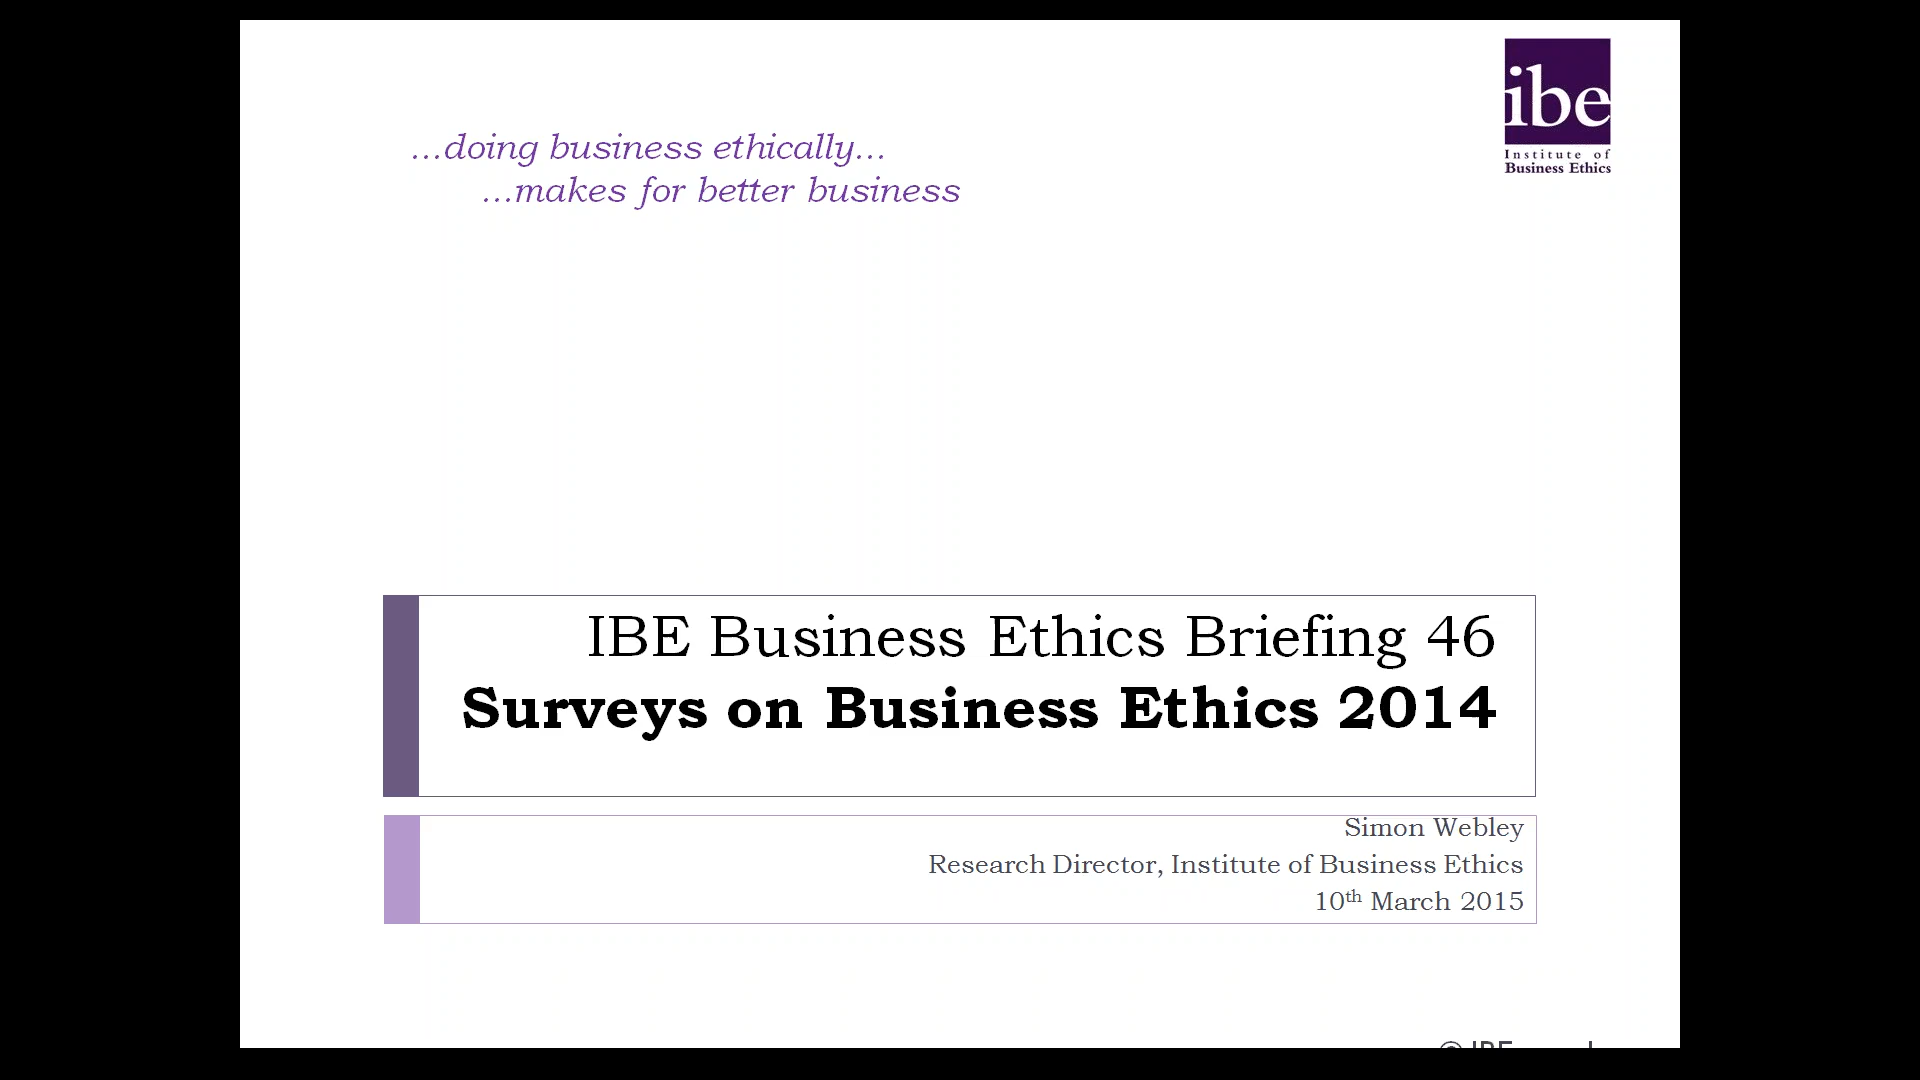 ibe
Institute of
Business Ethics
...doing business ethically...
...makes for better business
IBE Business Ethics Briefing 46
Surveys on Business Ethics 2014
Simon Webley
Research Director, Institute of Business Ethics
10th March 2015
© IBE